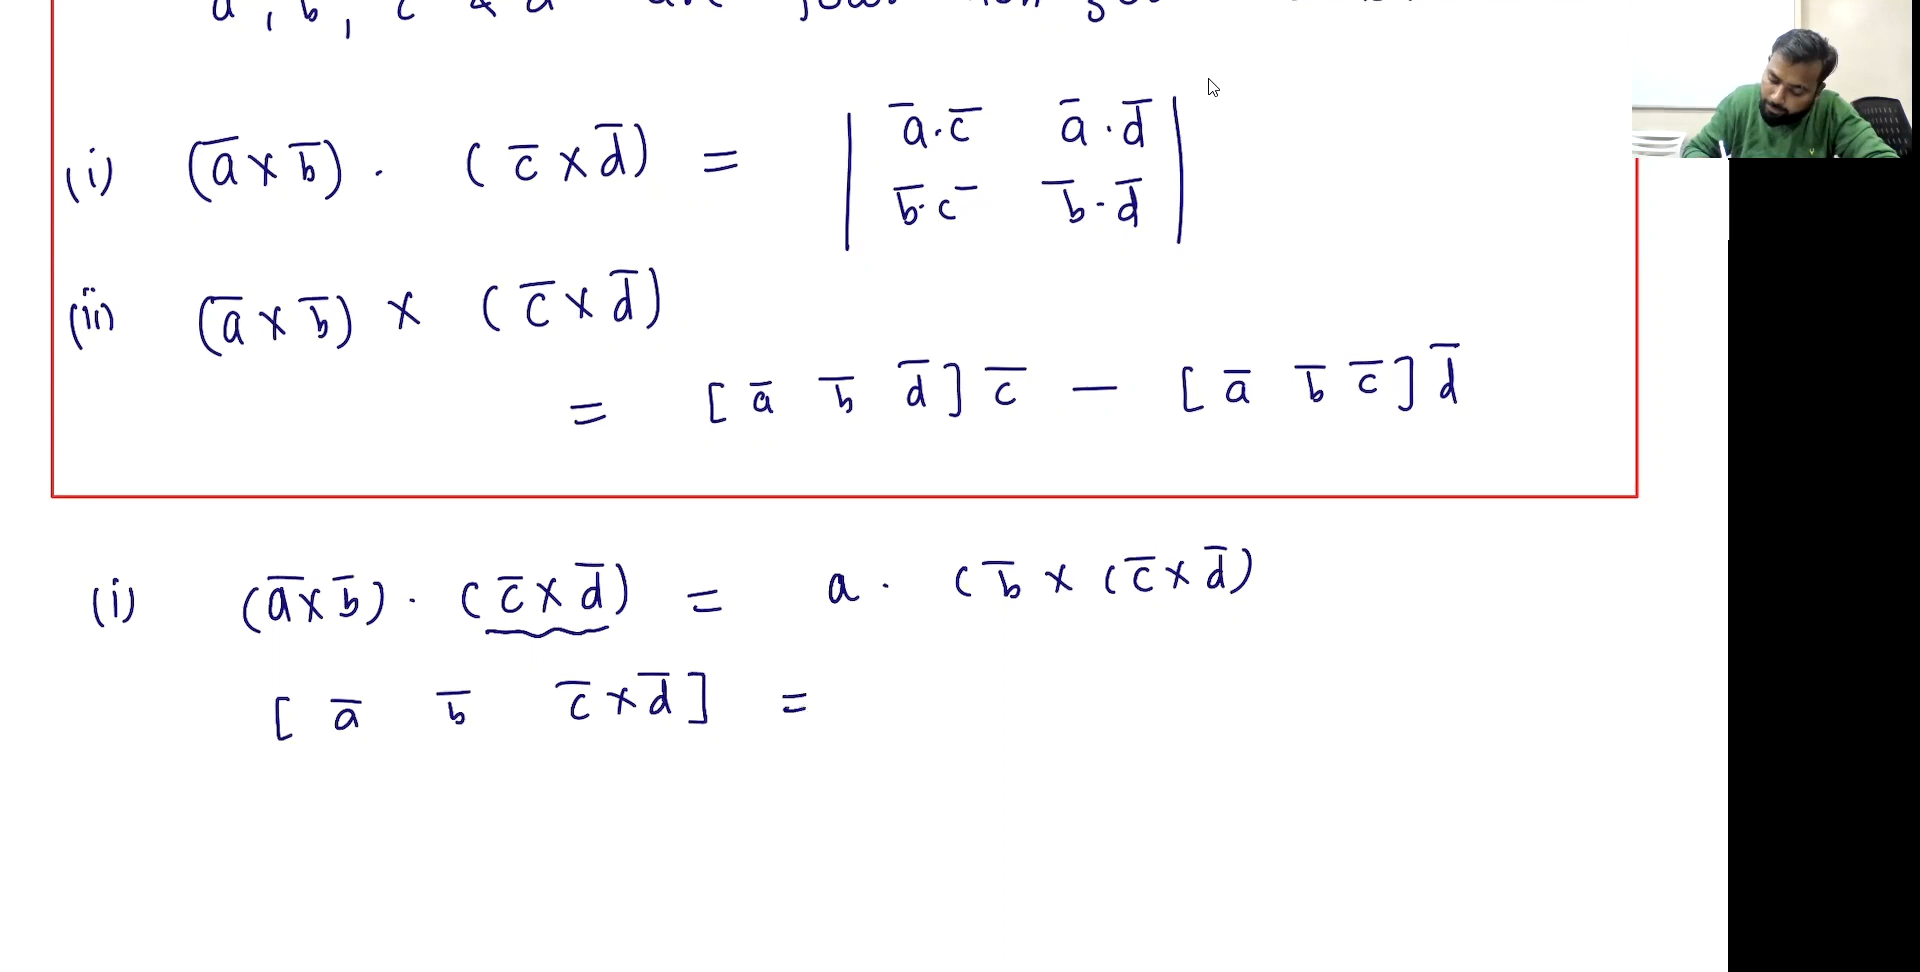 (i) (a̅ × b̅) . ( c̅ × d̅ ) = | a̅ . c̅ a̅ . d̅ |
| b̅ . c̅ b̅ . d̅ |
(ii) (a̅ × b̅) × ( c̅ × d̅ )
= [ a̅ b̅ d̅ ] c̅ — [ a̅ b̅ c̅ ] d̅
(i) (a̅ × b̅) . ( c̅ × d̅ ) = a . ( b̅ × ( c̅ × d̅ )
[ a̅ b̅ c̅ × d̅ ] =